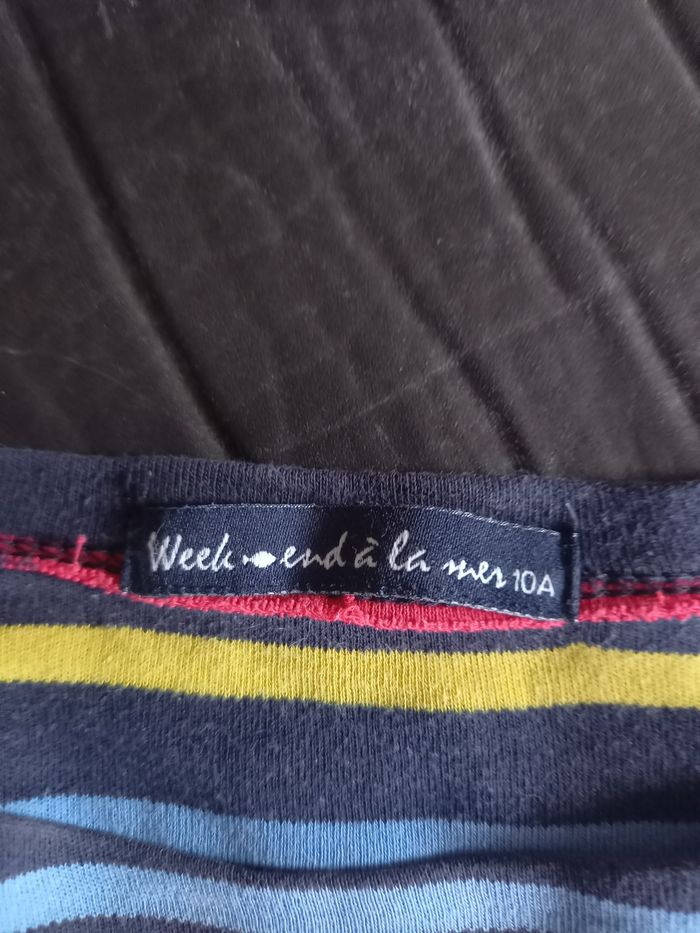 Week-end à la mer 10A